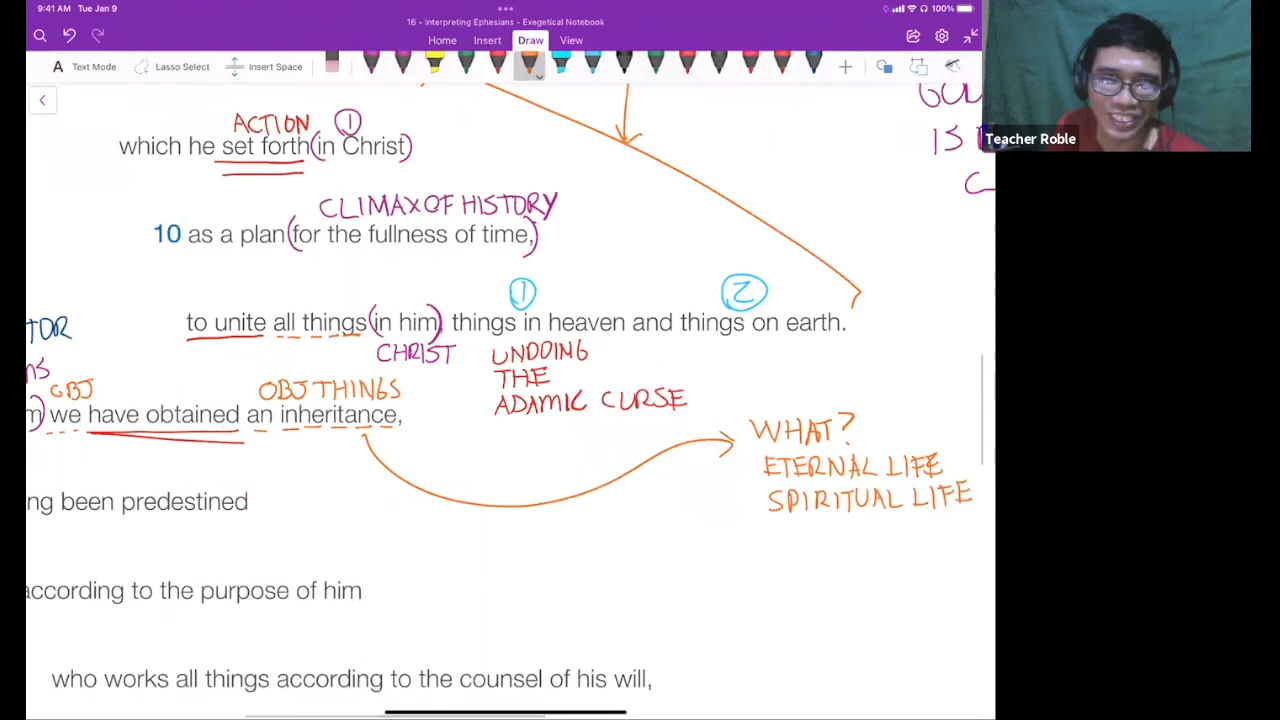 9:41 AM Tue Jan 9
100%
16 - Interpreting Ephesians - Exegetical Notebook
Home Insert Draw View
Text Mode Lasso Select Insert Space
Teacher Roble
IS
ACTION 1
which he set forth (in Christ)
CLIMAX OF HISTORY
10 as a plan (for the fullness of time,)
1 2
to unite all things (in him) things in heaven and things on earth.
CHRIST
UNDOING
THE
ADAMIC CURSE
OBJ OBJ THINGS
we have obtained an inheritance,
WHAT?
ETERNAL LIFE
SPIRITUAL LIFE
ng been predestined
according to the purpose of him
who works all things according to the counsel of his will,